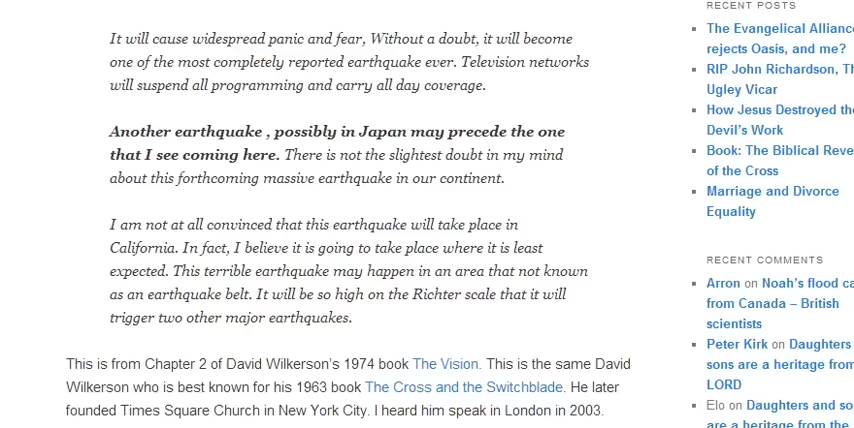 It will cause widespread panic and fear, Without a doubt, it will become
one of the most completely reported earthquake ever. Television networks
will suspend all programming and carry all day coverage.
Another earthquake , possibly in Japan may precede the one
that I see coming here. There is not the slightest doubt in my mind
about this forthcoming massive earthquake in our continent.
I am not at all convinced that this earthquake will take place in
California. In fact, I believe it is going to take place where it is least
expected. This terrible earthquake may happen in an area that not known
as an earthquake belt. It will be so high on the Richter scale that it will
trigger two other major earthquakes.
This is from Chapter 2 of David Wilkerson's 1974 book The Vision. This is the same David
Wilkerson who is best known for his 1963 book The Cross and the Switchblade. He later
founded Times Square Church in New York City. I heard him speak in London in 2003.
RECENT POSTS
The Evangelical Alliance
rejects Oasis, and me?
RIP John Richardson, Th
Ugley Vicar
How Jesus Destroyed the
Devil's Work
Book: The Biblical Reve
of the Cross
Marriage and Divorce
Equality
RECENT COMMENTS
Arron on Noah's flood ca
from Canada – British
scientists
Peter Kirk on Daughters
sons are a heritage from
LORD
Elo on Daughters and so
are a heritage from the